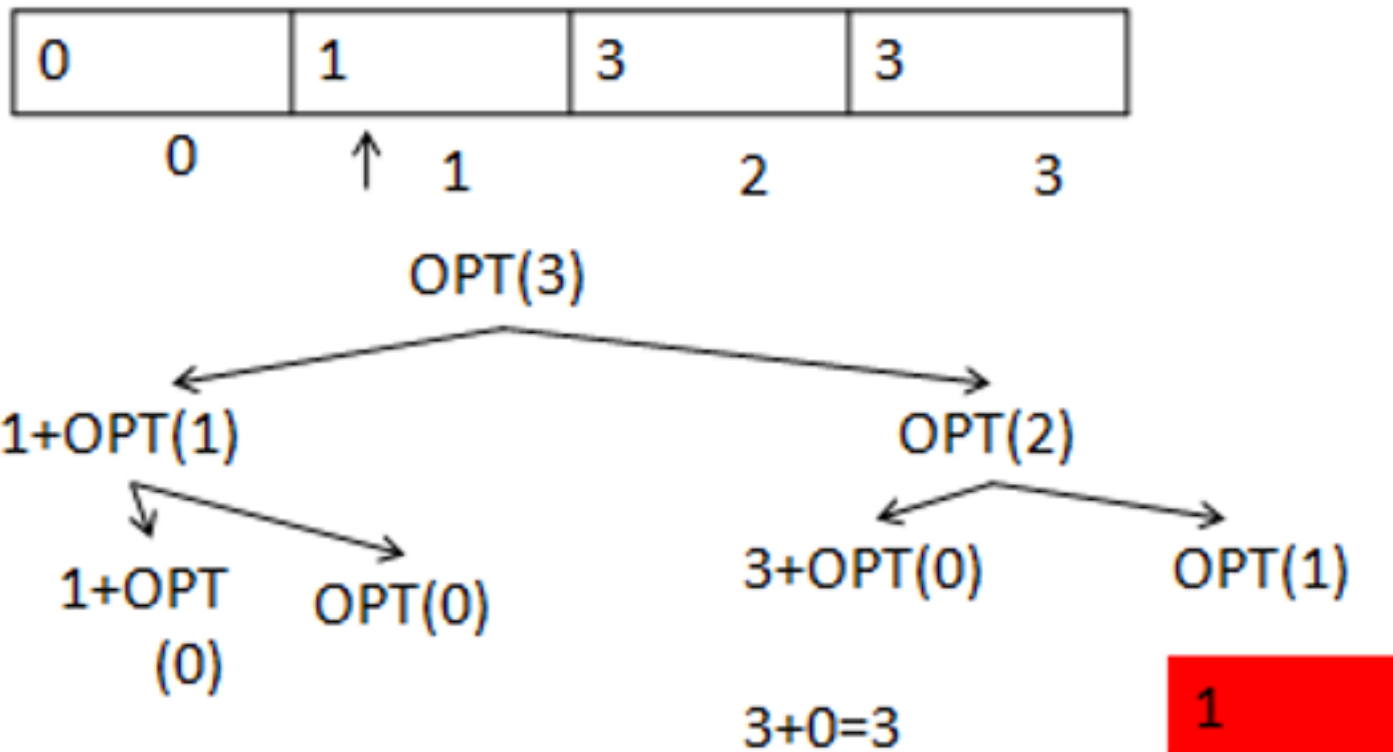 0 1 3 3
0 1 2 3
OPT(3)
1+OPT(1) OPT(2)
1+OPT OPT(0) 3+OPT(0) OPT(1)
(0)
3+0=3 1